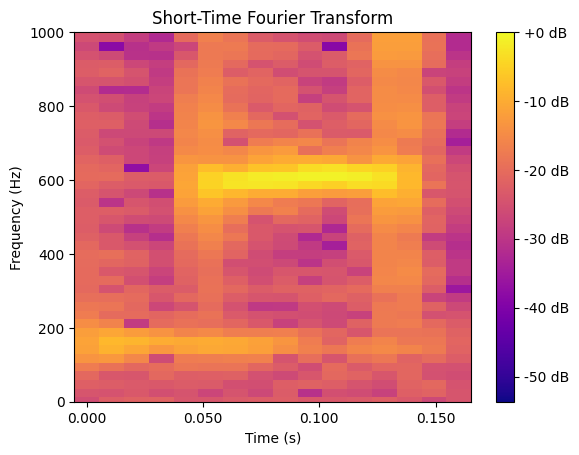 Short-Time Fourier Transform
1000
800
600
400
200
0
Frequency (Hz)
0.000
0.050
0.100
0.150
Time (s)
+0 dB
-10 dB
-20 dB
-30 dB
-40 dB
-50 dB